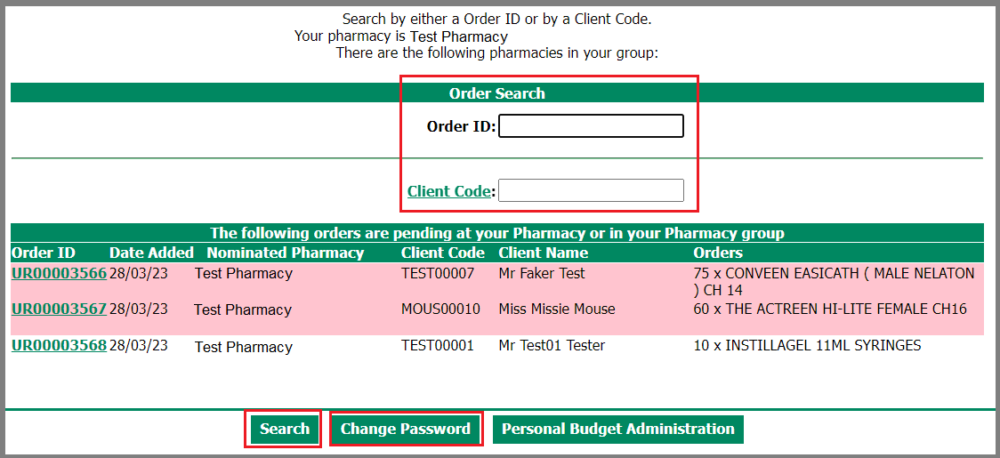 Search by either a Order ID or by a Client Code.
Your pharmacy is Test Pharmacy
There are the following pharmacies in your group:
Order Search
Order ID:
Client Code:
The following orders are pending at your Pharmacy or in your Pharmacy group
Order ID Date Added Nominated Pharmacy Client Code Client Name Orders
UR00003566 28/03/23 Test Pharmacy TEST00007 Mr Faker Test 75 x CONVEEN EASICATH ( MALE NELATON
) CH 14
UR00003567 28/03/23 Test Pharmacy MOUS00010 Miss Missie Mouse 60 x THE ACTREEN HI-LITE FEMALE CH16
UR00003568 28/03/23 Test Pharmacy TEST00001 Mr Test01 Tester 10 x INSTILLAGEL 11ML SYRINGES
Search Change Password Personal Budget Administration